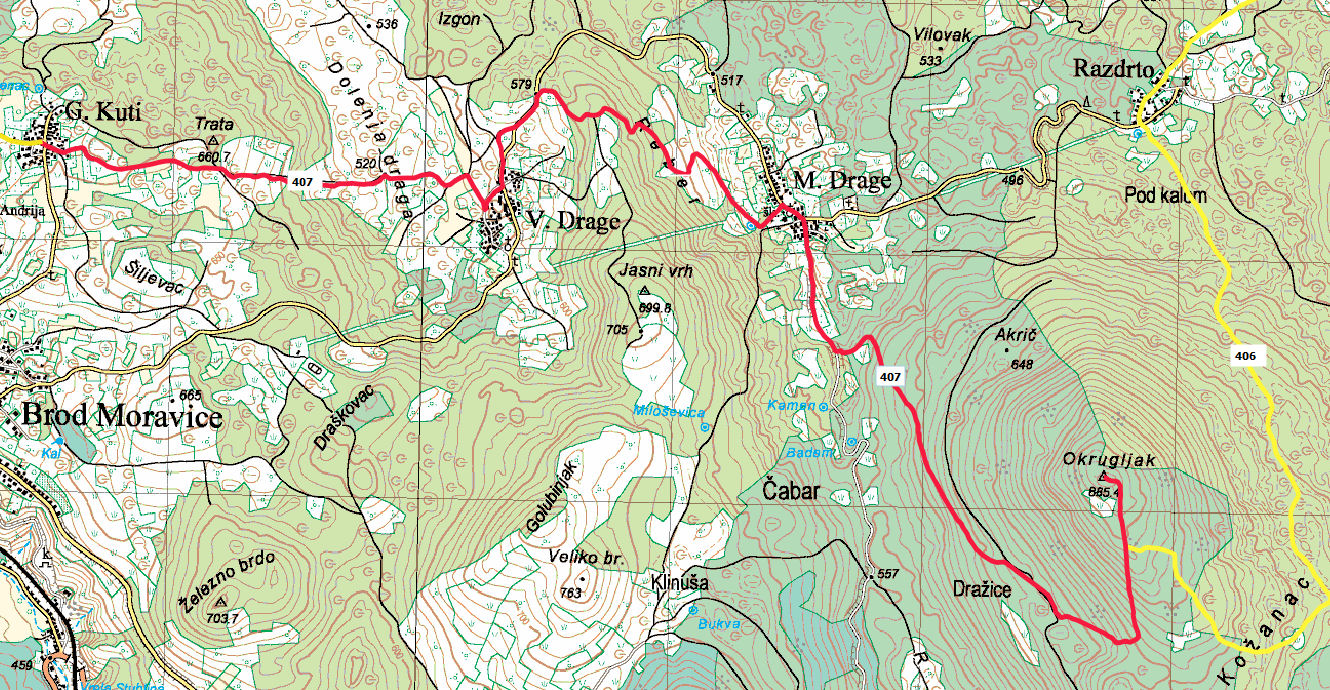 Izgon
536
Vilovak
533
Razdrto
517
579
G. Kuti
Trata
660.7
520
Dolenja draga
407
Andrija
M. Drage
496
Pod kalom
V. Drage
Šiljevac
600
Jasni vrh
699.8
705
600
Akrič
648
406
407
665
Brod Moravice
Kal
Draškovac
Miloševica
Kamen
Badanj
Okrugljak
885.4
Čabar
Golubinjak
Veliko br.
763
Klinuša
Bukva
557
Dražice
Železno brdo
703.7
600
k.
459
Kožanac
R